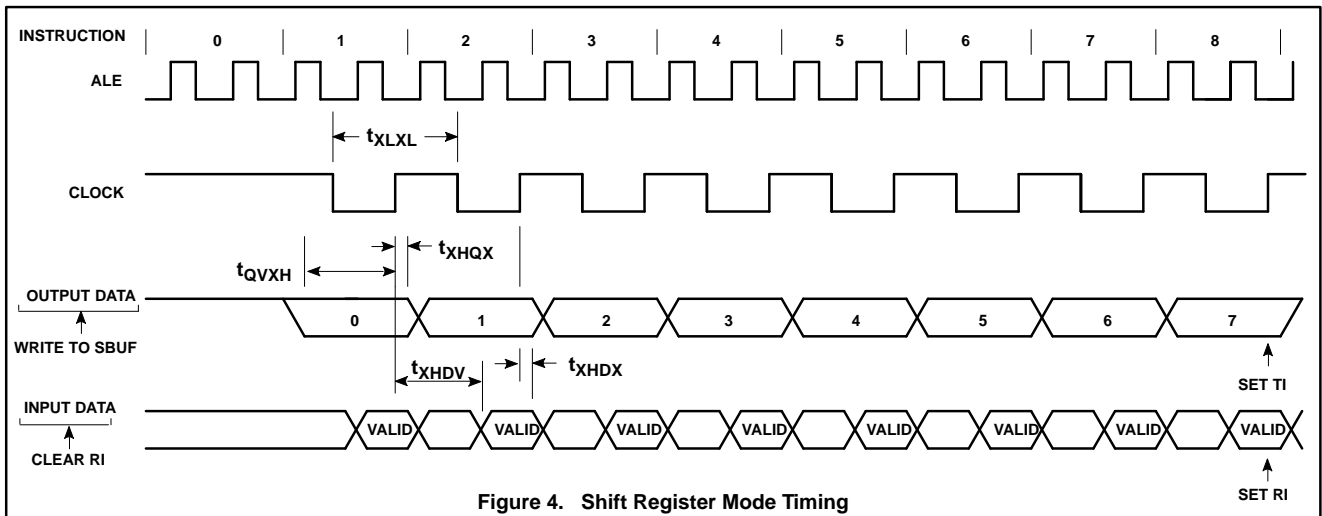 INSTRUCTION 0 1 2 3 4 5 6 7 8
ALE
tXLXL
CLOCK
tXHQX
tQVXH
OUTPUT DATA
0 1 2 3 4 5 6 7
WRITE TO SBUF
tXHDV
tXHDX
SET TI
INPUT DATA
VALID VALID VALID VALID VALID VALID VALID VALID
CLEAR RI
SET RI
Figure 4. Shift Register Mode Timing